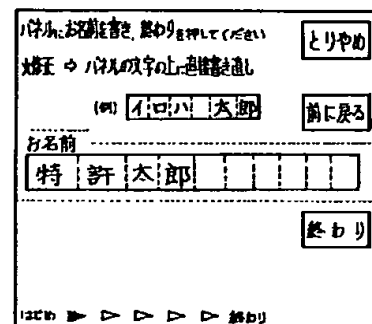 パネルにお名前を書き、終わりを押してください
とりやめ
修正 ⇨ パネルの文字の上に直接書き直し
(例) イロハ 太郎
前に戻る
お名前
特許太郎
終わり
はじめ ▶ ▷ ▷ ▷ ▷ 終わり